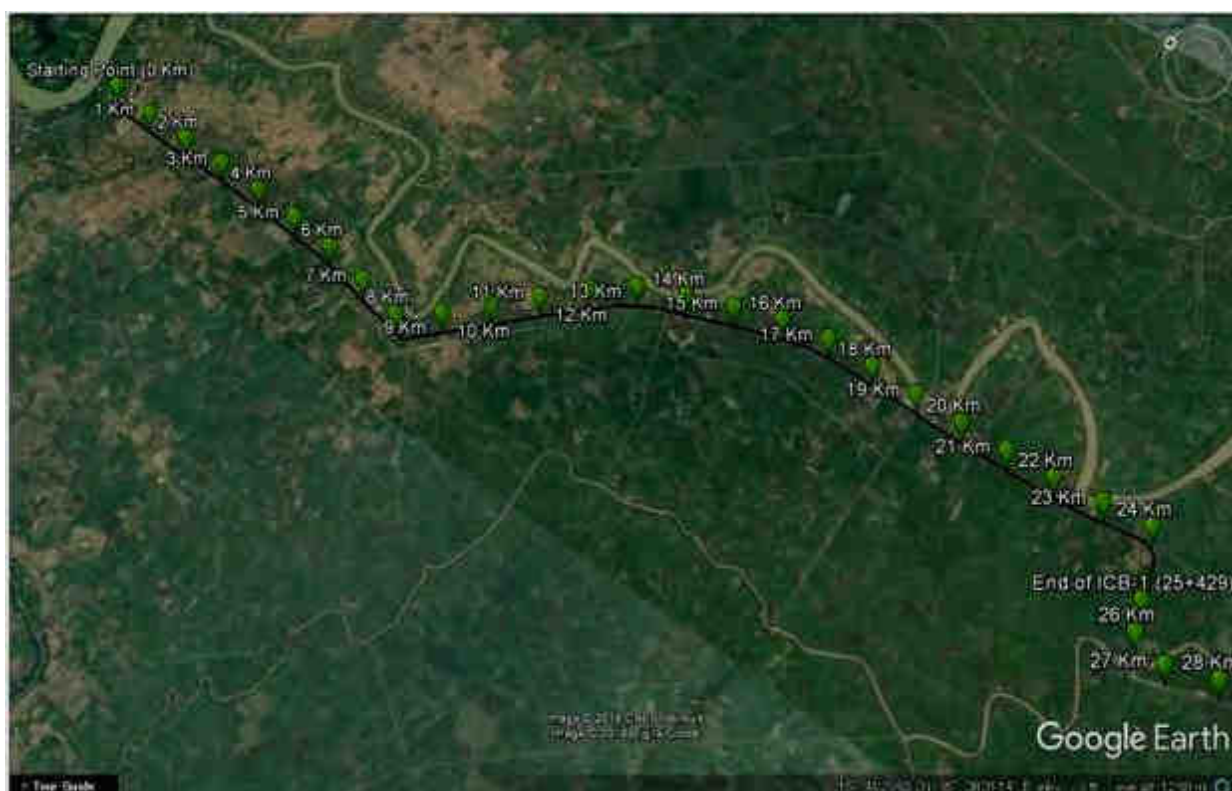 Starting Point (0 Km)
1 Km
2 Km
3 Km
4 Km
5 Km
6 Km
7 Km
8 Km
9 Km
10 Km
11 Km
12 Km
13 Km
14 Km
15 Km
16 Km
17 Km
18 Km
19 Km
20 Km
21 Km
22 Km
23 Km
24 Km
End of ICB-1 (25+429)
26 Km
27 Km
28 Km
Google Earth
Tour Guide